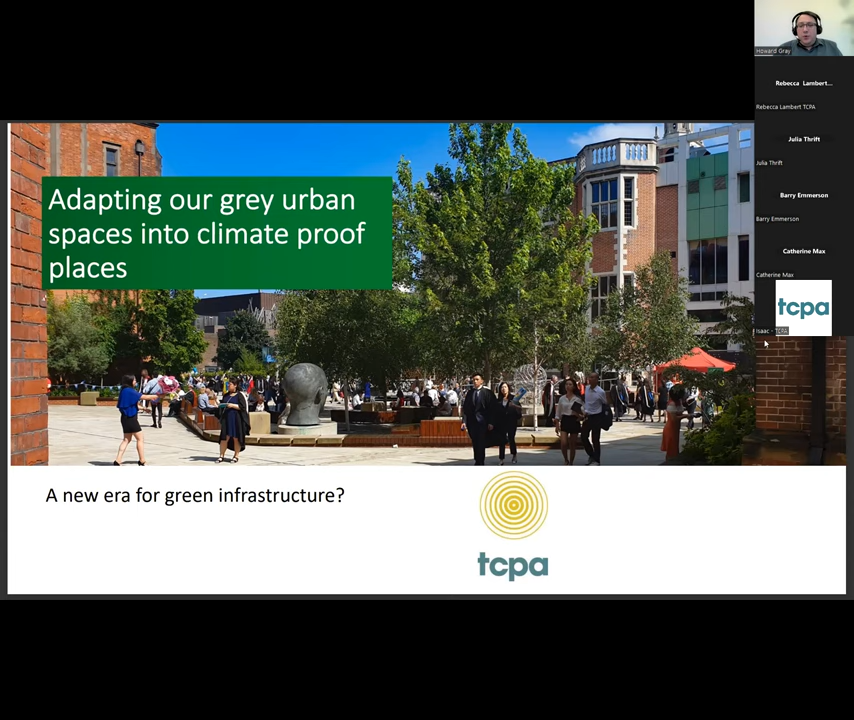 Howard Gray
Rebecca Lambert...
Rebecca Lambert TCPA
Julia Thrift
Julia Thrift
Barry Emmerson
Barry Emmerson
Catherine Max
Catherine Max
tcpa
Isaac - TCPA
Adapting our grey urban
spaces into climate proof
places
A new era for green infrastructure?
tcpa